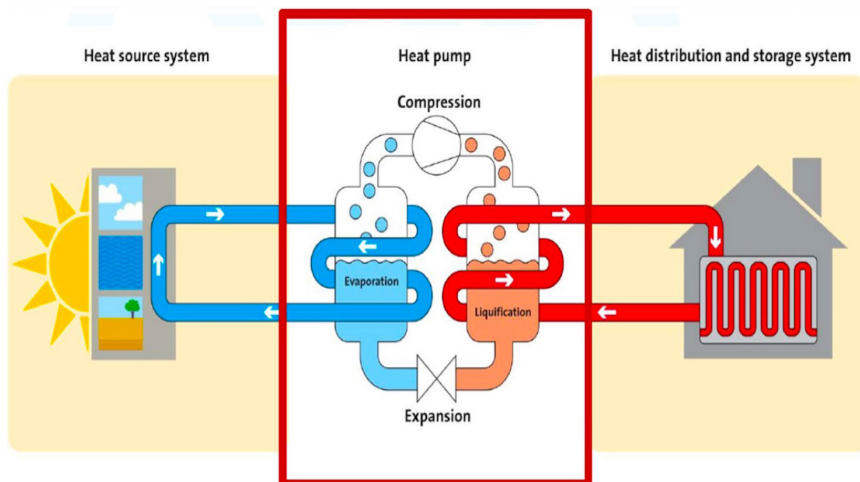 Heat source system
Heat pump
Heat distribution and storage system
Compression
Evaporation
Liquification
Expansion